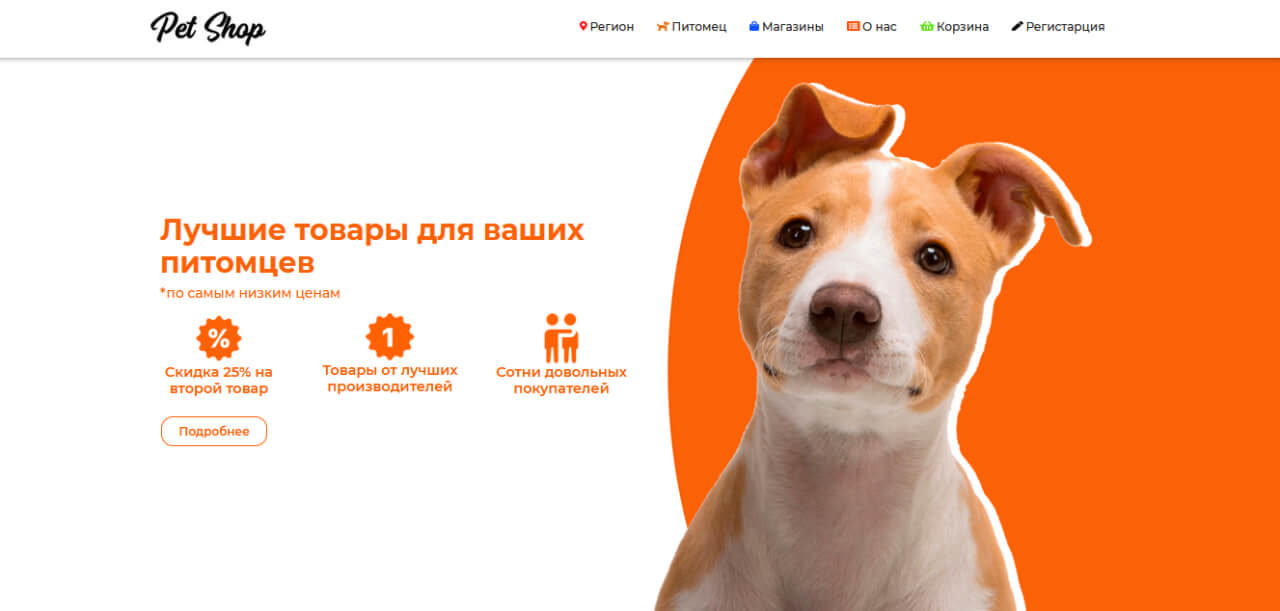 Pet Shop
Регион Питомец Магазины О нас Корзина Регистарция
Лучшие товары для ваших
питомцев
*по самым низким ценам
%
1
Скидка 25% на
второй товар
Товары от лучших
производителей
Сотни довольных
покупателей
Подробнее